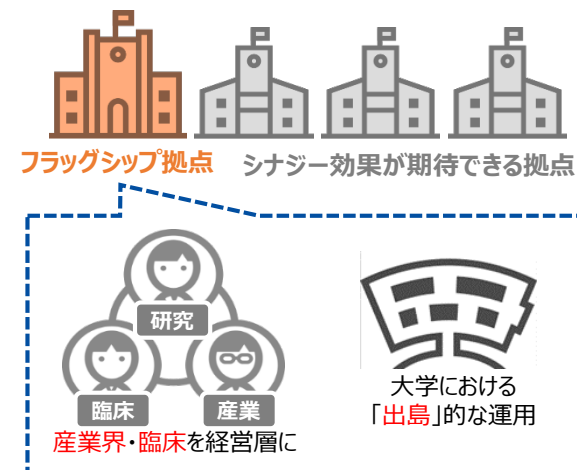 フラッグシップ拠点
シナジー効果が期待できる拠点
研究
臨床
産業
産業界・臨床を経営層に
大学における
「出島」的な運用